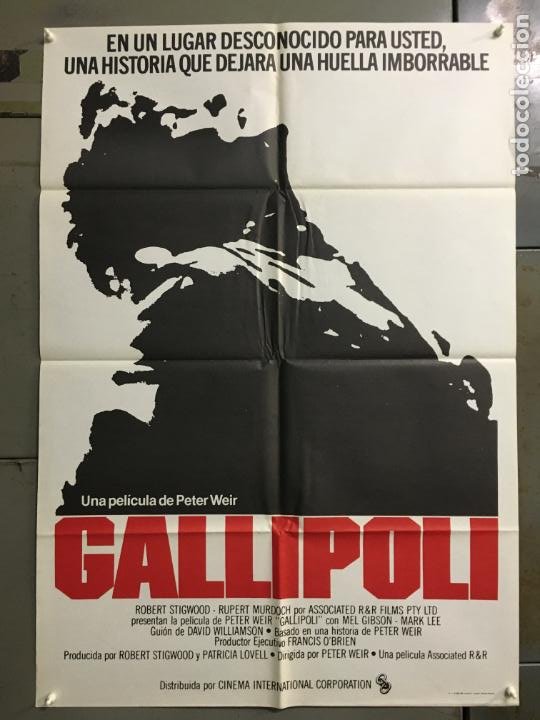 EN UN LUGAR DESCONOCIDO PARA USTED,
UNA HISTORIA QUE DEJARA UNA HUELLA IMBORRABLE
Una película de Peter Weir
GALLIPOLI
ROBERT STIGWOOD - RUPERT MURDOCH por ASSOCIATED R&R FILMS PTY LTD
presentan la película de PETER WEIR "GALLIPOLI" con MEL GIBSON - MARK LEE
Guión de DAVID WILLIAMSON • Basado en una historia de PETER WEIR
Productor Ejecutivo FRANCIS O'BRIEN
Producida por ROBERT STIGWOOD y PATRICIA LOVELL • Dirigida por PETER WEIR • Una película Associated R&R
Distribuida por CINEMA INTERNATIONAL CORPORATION
todocoleccion